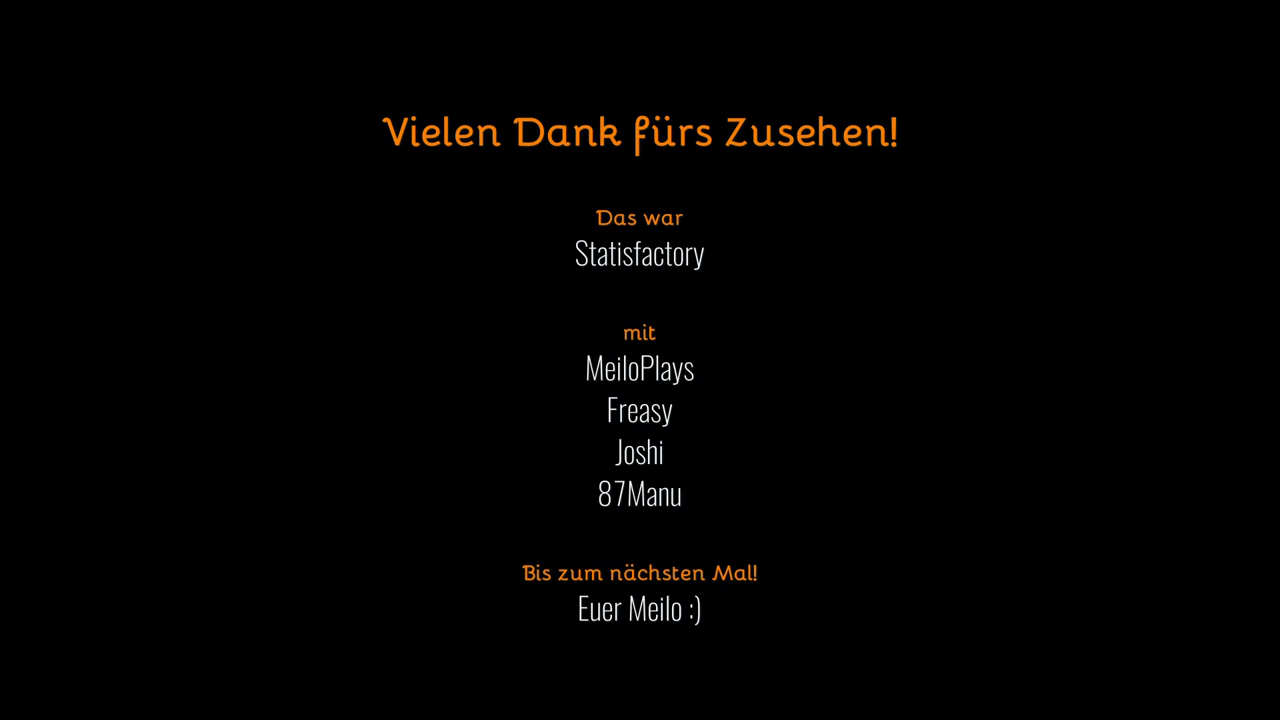 Vielen Dank fürs Zusehen!
Das war
Statisfactory
mit
MeiloPlays
Freasy
Joshi
87Manu
Bis zum nächsten Mal!
Euer Meilo :)